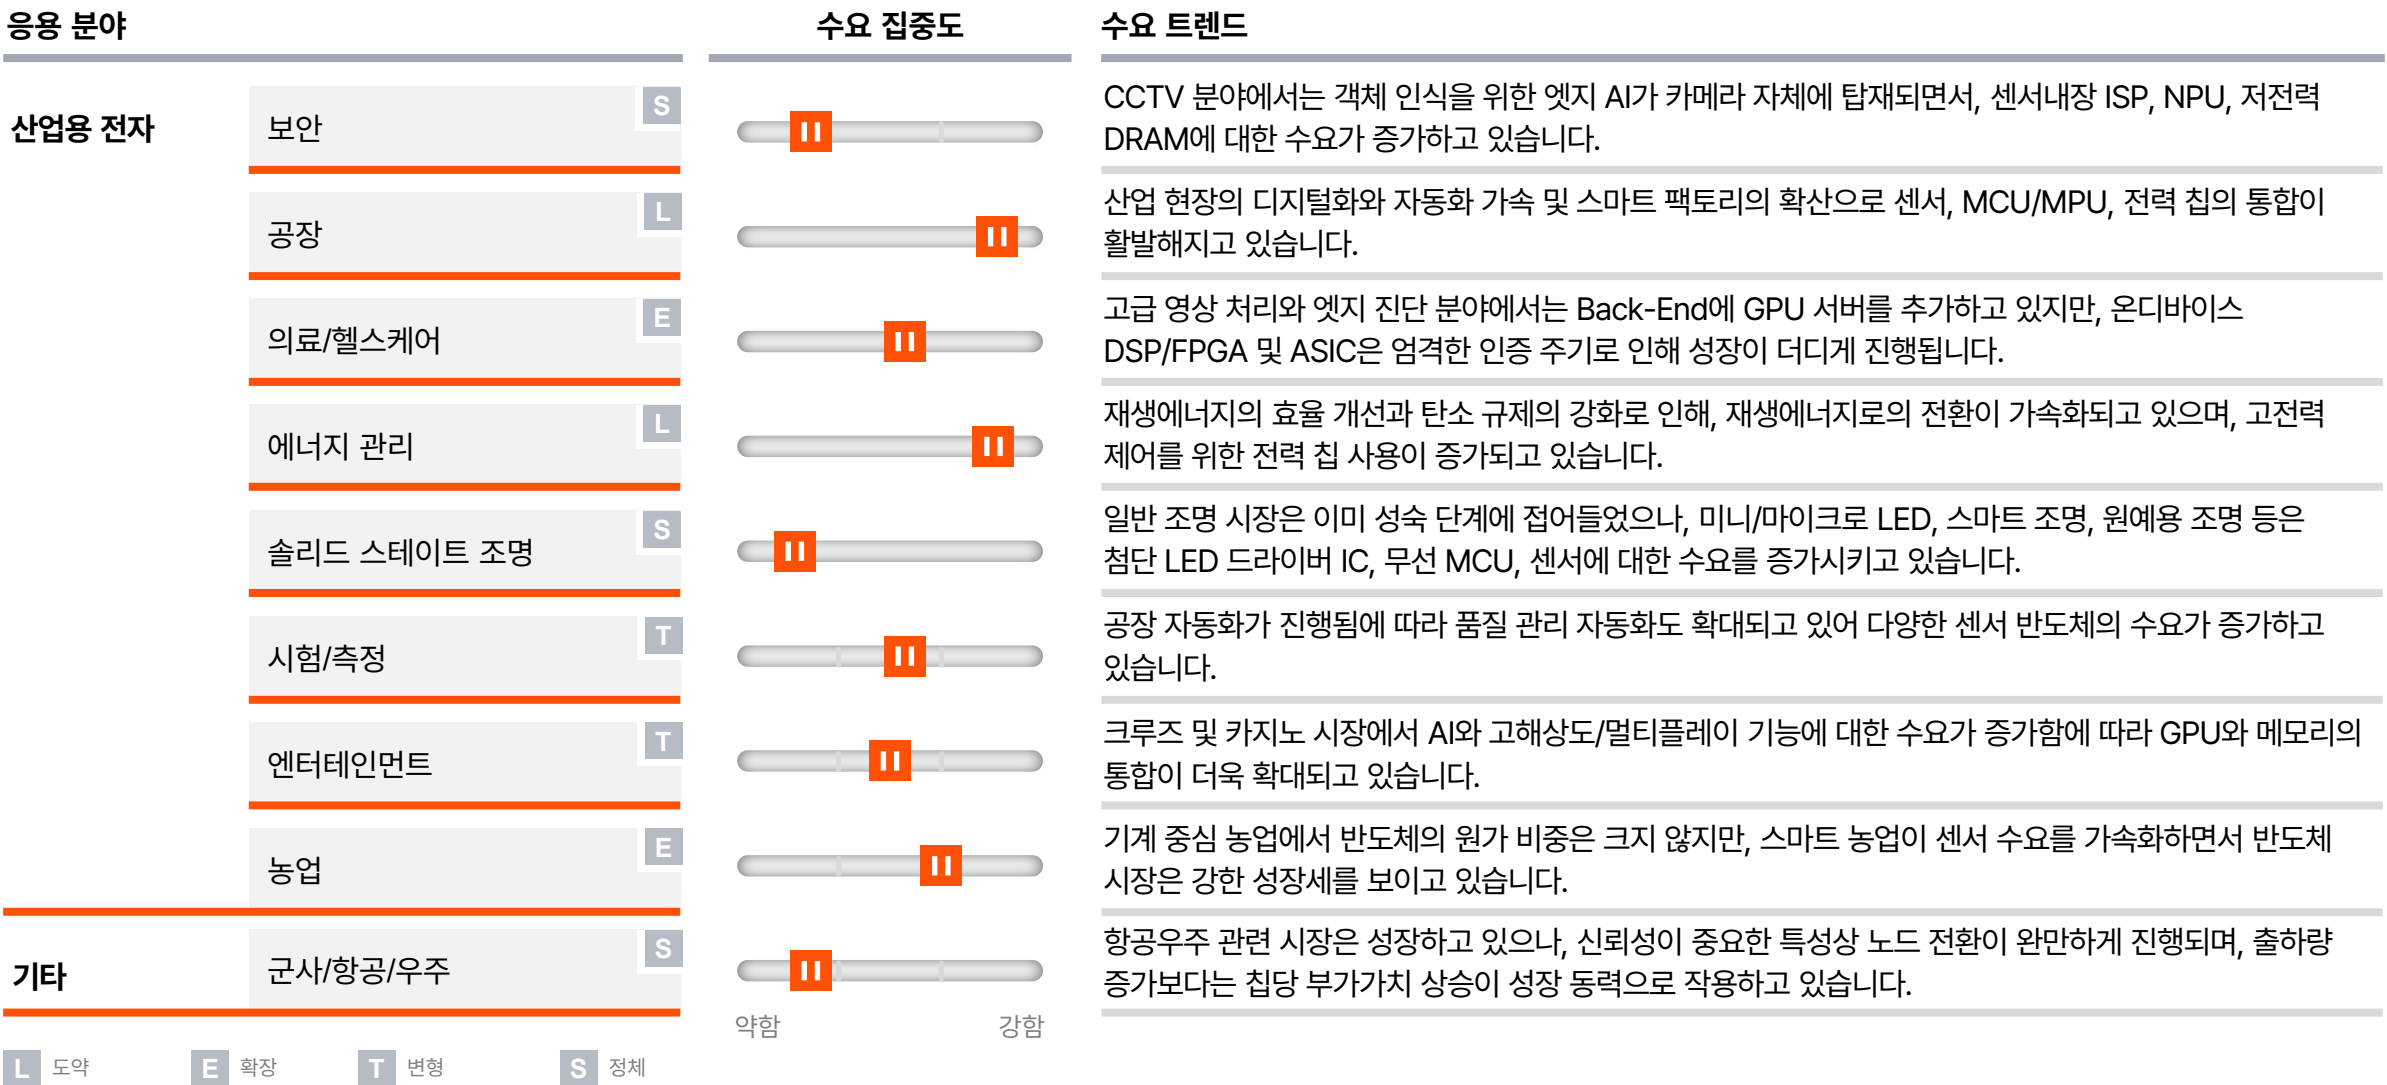 응용 분야
수요 집중도
수요 트렌드
산업용 전자
보안
S
CCTV 분야에서는 객체 인식을 위한 엣지 AI가 카메라 자체에 탑재되면서, 센서내장 ISP, NPU, 저전력
DRAM에 대한 수요가 증가하고 있습니다.
공장
L
산업 현장의 디지털화와 자동화 가속 및 스마트 팩토리의 확산으로 센서, MCU/MPU, 전력 칩의 통합이
활발해지고 있습니다.
의료/헬스케어
E
고급 영상 처리와 엣지 진단 분야에서는 Back-End에 GPU 서버를 추가하고 있지만, 온디바이스
DSP/FPGA 및 ASIC은 엄격한 인증 주기로 인해 성장이 더디게 진행됩니다.
에너지 관리
L
재생에너지의 효율 개선과 탄소 규제의 강화로 인해, 재생에너지로의 전환이 가속화되고 있으며, 고전력
제어를 위한 전력 칩 사용이 증가되고 있습니다.
솔리드 스테이트 조명
S
일반 조명 시장은 이미 성숙 단계에 접어들었으나, 미니/마이크로 LED, 스마트 조명, 원예용 조명 등은
첨단 LED 드라이버 IC, 무선 MCU, 센서에 대한 수요를 증가시키고 있습니다.
시험/측정
T
공장 자동화가 진행됨에 따라 품질 관리 자동화도 확대되고 있어 다양한 센서 반도체의 수요가 증가하고
있습니다.
엔터테인먼트
T
크루즈 및 카지노 시장에서 AI와 고해상도/멀티플레이 기능에 대한 수요가 증가함에 따라 GPU와 메모리의
통합이 더욱 확대되고 있습니다.
농업
E
기계 중심 농업에서 반도체의 원가 비중은 크지 않지만, 스마트 농업이 센서 수요를 가속화하면서 반도체
시장은 강한 성장세를 보이고 있습니다.
기타
군사/항공/우주
S
항공우주 관련 시장은 성장하고 있으나, 신뢰성이 중요한 특성상 노드 전환이 완만하게 진행되며, 출하량
증가보다는 칩당 부가가치 상승이 성장 동력으로 작용하고 있습니다.
약함
강함
L 도약
E 확장
T 변형
S 정체